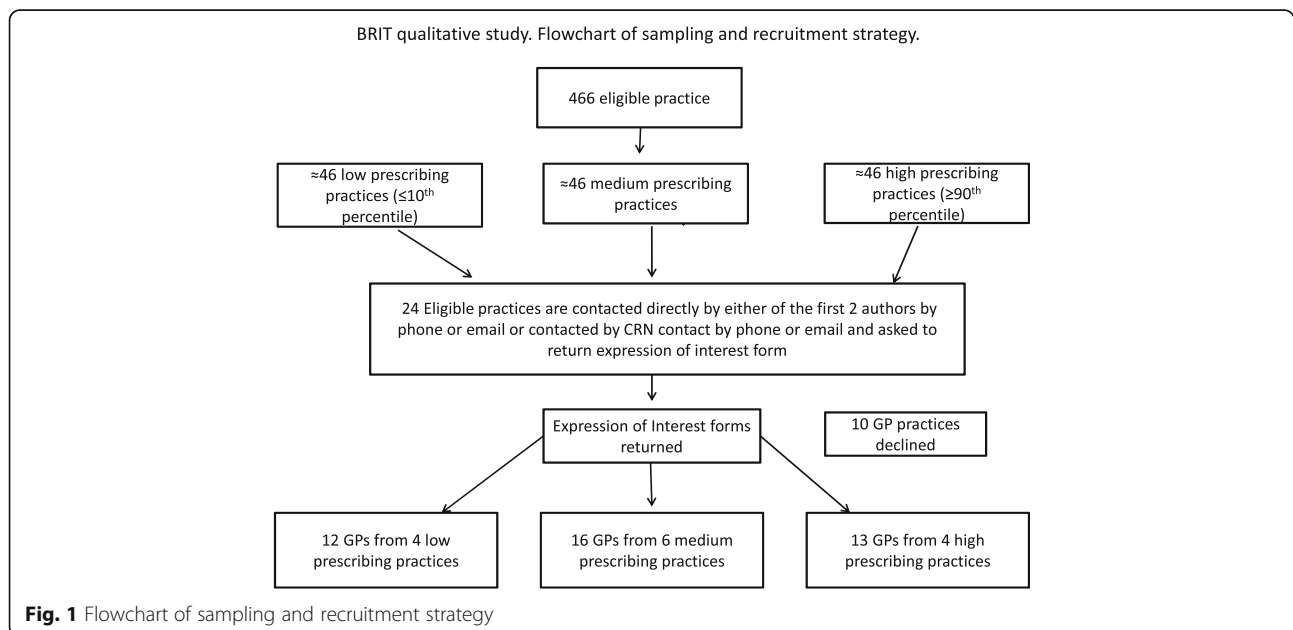 BRIT qualitative study. Flowchart of sampling and recruitment strategy.
466 eligible practice
≈46 low prescribing
practices (≤10th
percentile)
≈46 medium prescribing
practices
≈46 high prescribing
practices (≥90th
percentile)
24 Eligible practices are contacted directly by either of the first 2 authors by
phone or email or contacted by CRN contact by phone or email and asked to
return expression of interest form
Expression of Interest forms
returned
10 GP practices
declined
12 GPs from 4 low
prescribing practices
16 GPs from 6 medium
prescribing practices
13 GPs from 4 high
prescribing practices
Fig. 1 Flowchart of sampling and recruitment strategy